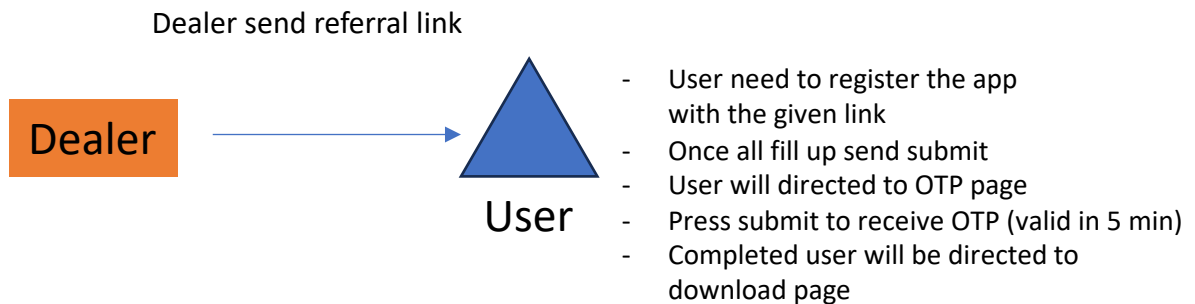 Dealer send referral link
Dealer
User
- User need to register the app
with the given link
- Once all fill up send submit
- User will directed to OTP page
- Press submit to receive OTP (valid in 5 min)
- Completed user will be directed to
download page